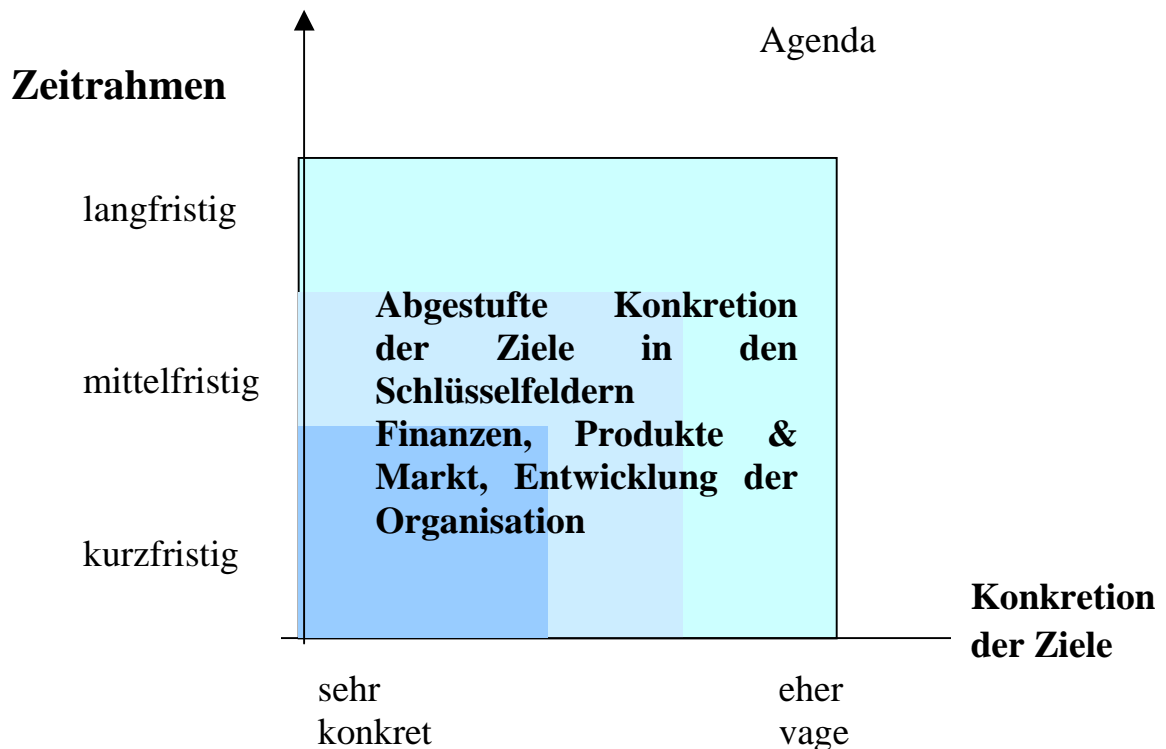 Agenda
Zeitrahmen
langfristig
mittelfristig
kurzfristig
Abgestufte Konkretion
der Ziele in den
Schlüsselfeldern
Finanzen, Produkte &
Markt, Entwicklung der
Organisation
Konkretion
der Ziele
sehr
konkret
eher
vage